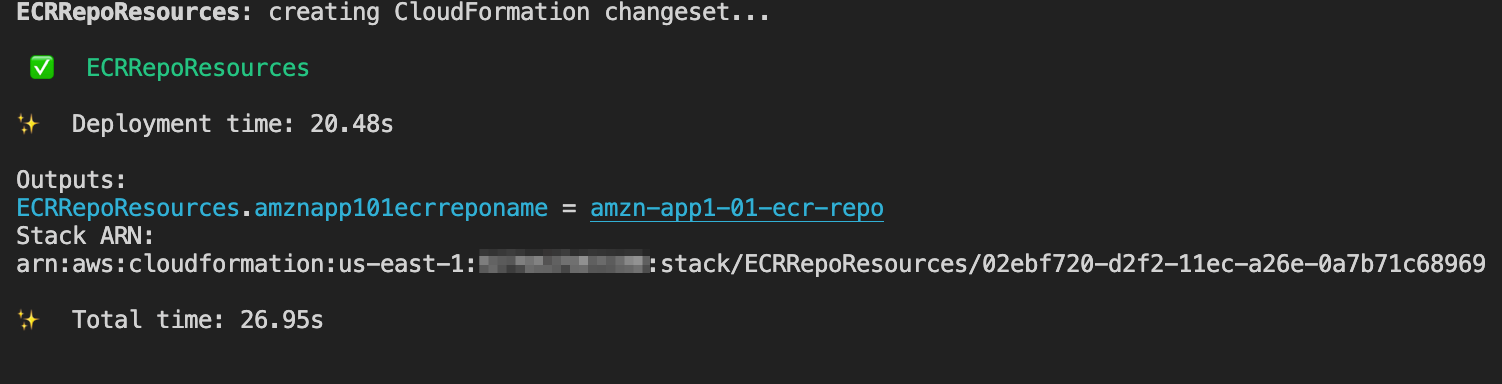 ECRRepoResources: creating CloudFormation changeset...
✅ ECRRepoResources
✨ Deployment time: 20.48s
Outputs:
ECRRepoResources.amznapp101ecrreponame = amzn-app1-01-ecr-repo
Stack ARN:
arn:aws:cloudformation:us-east-1: :stack/ECRRepoResources/02ebf720-d2f2-11ec-a26e-0a7b71c68969
✨ Total time: 26.95s